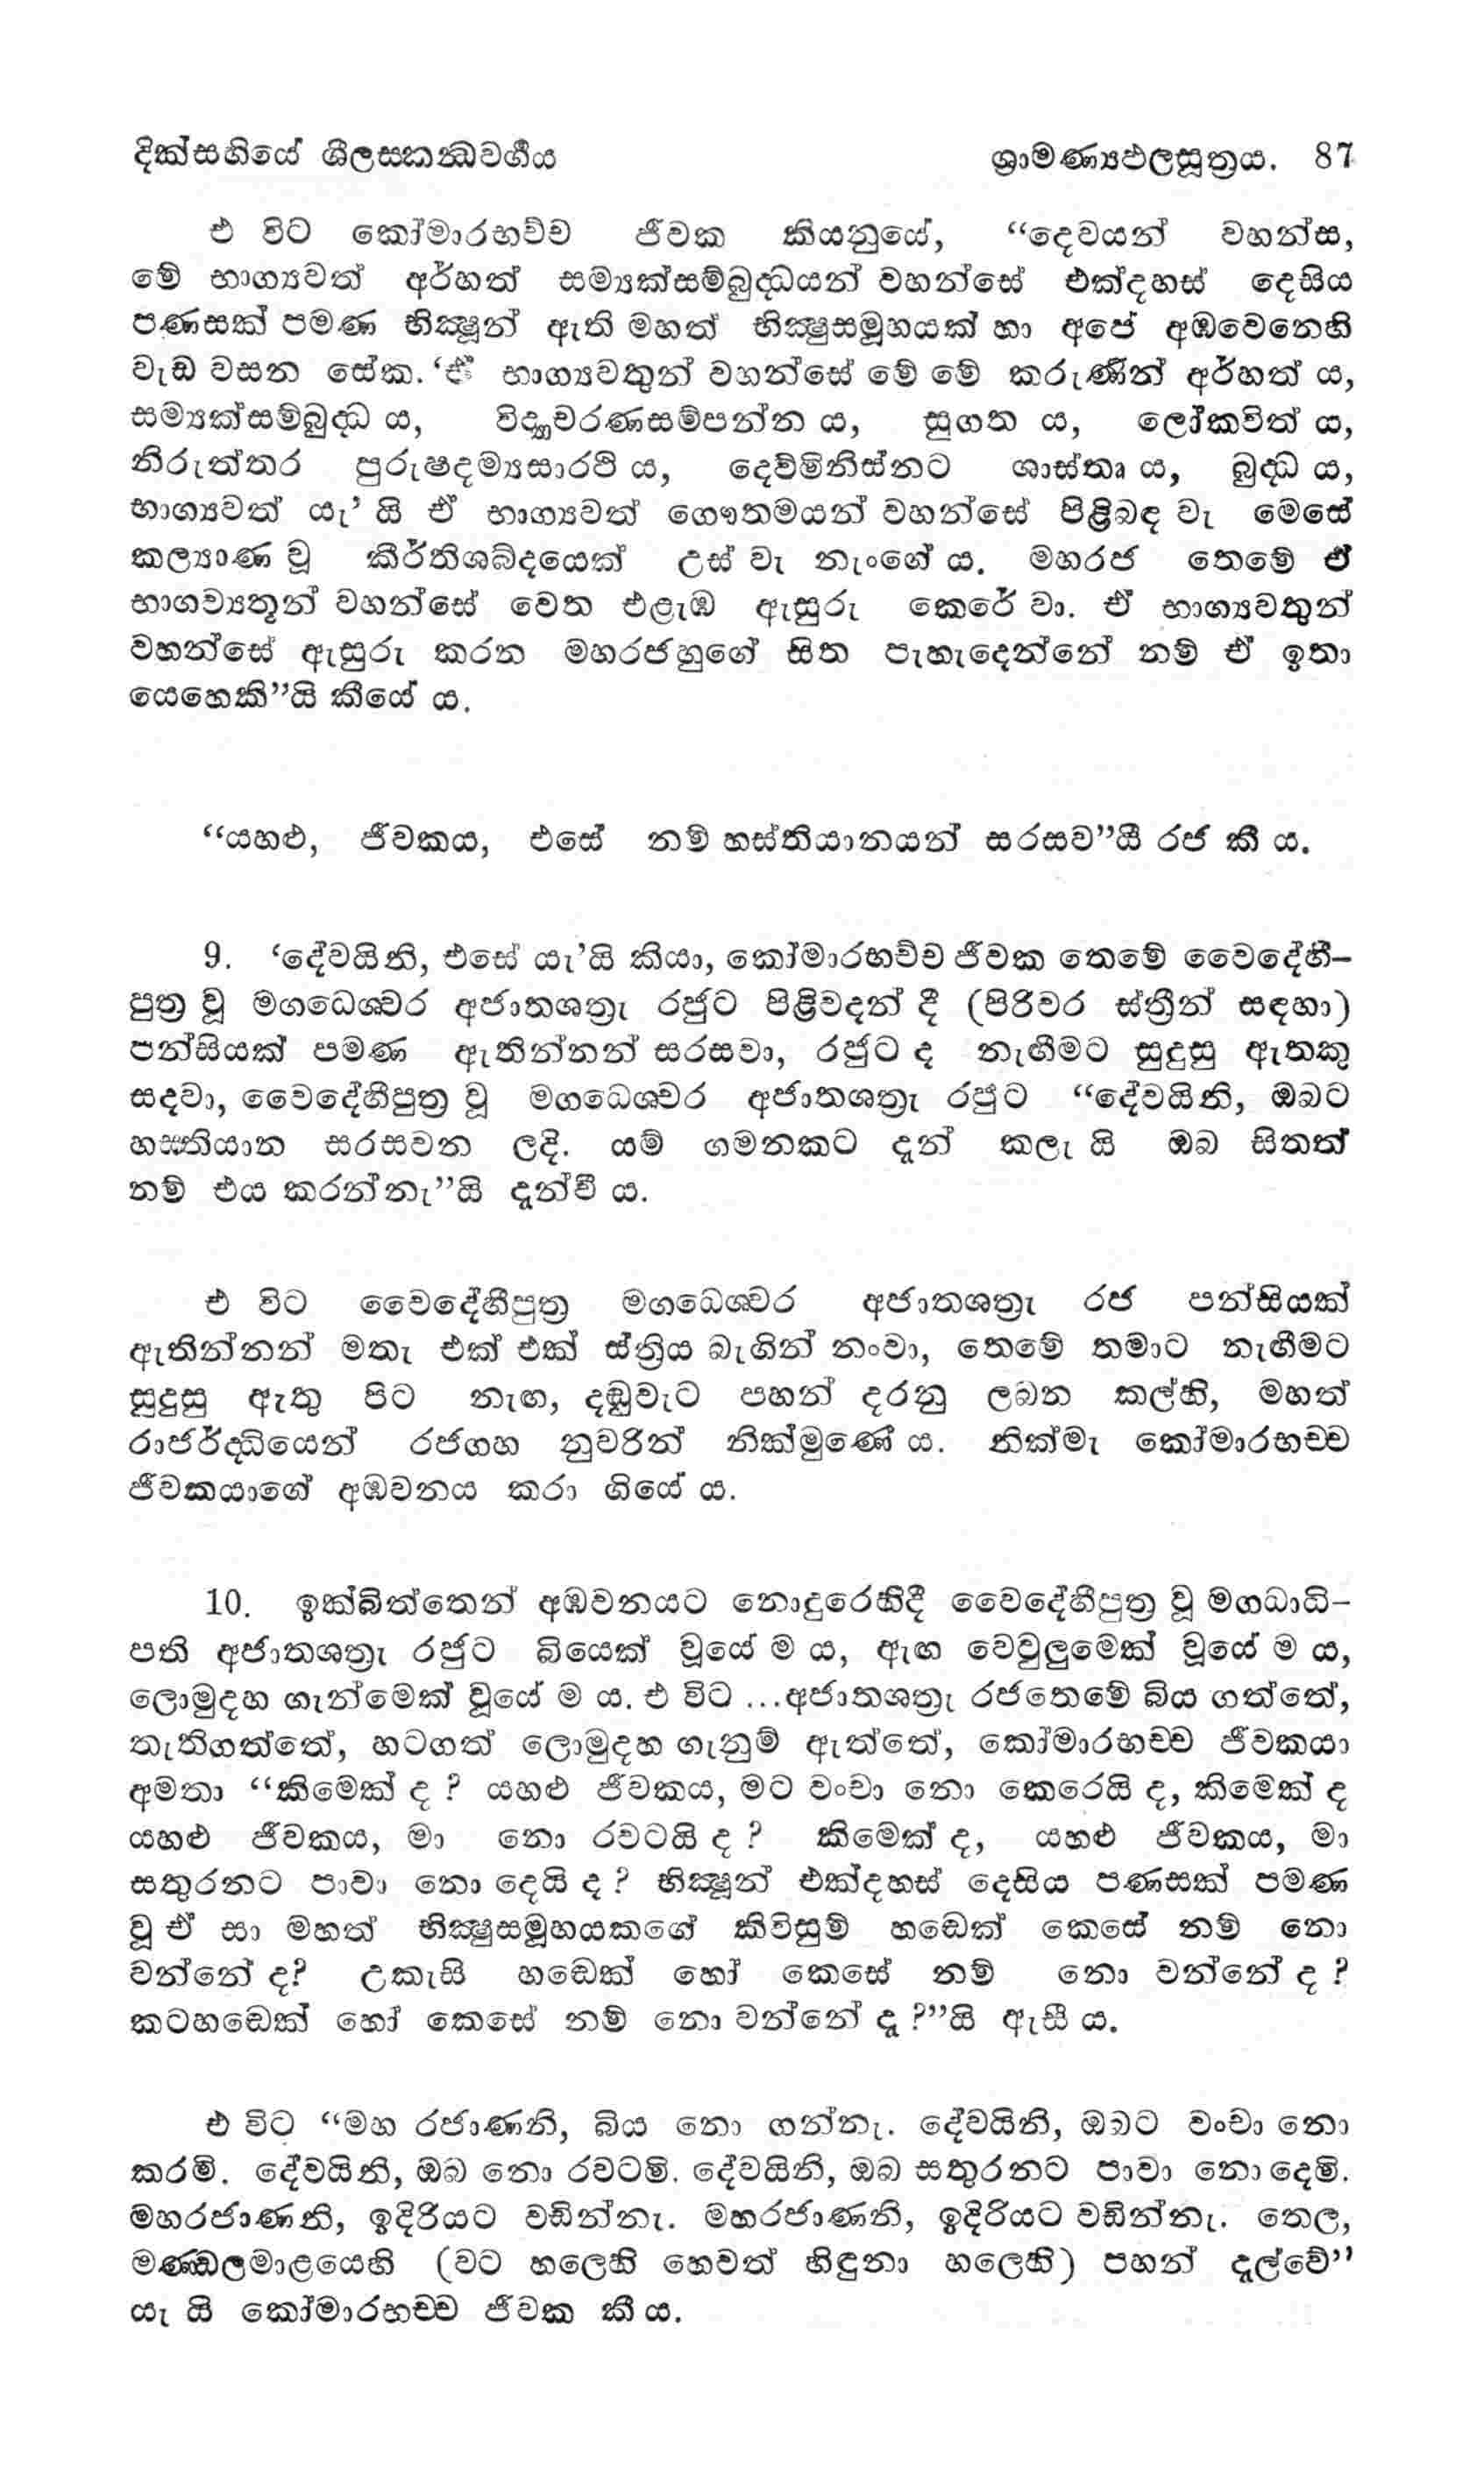 දික්සඟියේ ශීලසකන්‍ධවර්‍ගය ශ්‍රාමණ්‍යඵලසූත්‍රය. 87
එ විට කෝමාරභච්ච ජීවක කියනුයේ, “දෙවයන් වහන්ස,
මේ භාග්‍යවත් අර්හත් සම්‍යක්සම්බුද්‍ධයන් වහන්සේ එක්දහස් දෙසිය
පණසක් පමණ භික්‍ෂූන් ඇති මහත් භික්‍ෂුසමූහයක් හා අපේ අඹවෙනෙහි
වැඩ වසන සේක. ‘ඒ භාග්‍යවතුන් වහන්සේ මේ මේ කරුණින් අර්හත් ය,
සම්‍යක්සම්බුද්‍ධ ය, විද්‍යාචරණසම්පන්න ය, සුගත ය, ලෝකවිත් ය,
නිරුත්තර පුරුෂදම්‍යසාරථි ය, දෙව්මිනිස්නට ශාස්තෘ ය, බුද්‍ධ ය,
භාග්‍යවත් යැ’යි ඒ භාග්‍යවත් ගෞතමයන් වහන්සේ පිළිබඳ වැ මෙසේ
කල්‍යාණ වූ කීර්තිශබ්දයෙක් උස් වැ නැංගේ ය. මහරජ තෙමේ ඒ
භාගව්‍යතූන් වහන්සේ වෙත එළැඹ ඇසුරු කෙරේ වා. ඒ භාග්‍යවතුන්
වහන්සේ ඇසුරු කරන මහරජහුගේ සිත පැහැදෙන්නේ නම් ඒ ඉතා
යෙහෙකි”යි කීයේ ය.
“යහළු, ජීවකය, එසේ නම් හස්තියානයන් සරසව”යී රජ කී ය.
9. ‘දේවයිනි, එසේ යැ’යි කියා, කෝමාරභච්ච ජීවක තෙමේ වෛදේහී–
පුත්‍ර වූ මගධෙශ්වර අජාතශත්‍රැ රජුට පිළිවදන් දී (පිරිවර ස්ත්‍රීන් සඳහා)
පන්සියක් පමණ ඇතින්නන් සරසවා, රජුට ද නැඟීමට සුදුසු ඇතකු
සදවා, වෛදේහීපුත්‍ර වූ මගධෙශ්වර අජාතශත්‍රැ රජුට “දේවයිනි, ඔබට
හස්තියාන සරසවන ලදි. යම් ගමනකට දැන් කලැ යි ඔබ සිතත්
නම් එය කරන්නැ”යි දැන්වී ය.
එ විට වෛදේහීපුත්‍ර මගධෙශ්වර අජාතශත්‍රැ රජ පන්සියක්
ඇතින්නන් මතැ එක් එක් ස්ත්‍රිය බැගින් නංවා, තෙමේ තමාට නැඟීමට
සුදුසු ඇතු පිට නැඟ, දඬුවැට පහන් දරනු ලබන කල්හි, මහත්
රාජර්ද්‍ධියෙන් රජගහ නුවරින් නික්මුණේ ය. නික්මැ කෝමාරභච්ච
ජීවකයාගේ අඹවනය කරා ගියේ ය.
10. ඉක්බිත්තෙන් අඹවනයට නොදුරෙහිදී වෛදේහීපුත්‍ර වූ මගධාධි–
පති අජාතශත්‍රැ රජුට බියෙක් වූයේ ම ය, ඇඟ වෙවුලුමෙක් වූයේ ම ය,
ලොමුදහ ගැන්මෙක් වූයේ ම ය. එ විට ...අජාතශත්‍රැ රජතෙමේ බිය ගත්තේ,
තැතිගත්තේ, හටගත් ලොමුදහ ගැනුම් ඇත්තේ, කෝමාරභච්ච ජීවකයා
අමතා “කිමෙක් ද ? යහළු ජීවකය, මට වංචා නො කෙරෙයි ද, කිමෙක් ද
යහළු ජීවකය, මා නො රවටයි ද ? කිමෙක් ද, යහළු ජීවකය, මා
සතුරනට පාවා නො දෙයි ද ? භික්‍ෂූන් එක්දහස් දෙසිය පණසක් පමණ
වූ ඒ සා මහත් භික්‍ෂුසමූහයකගේ කිවිසුම් හඬෙක් කෙසේ නම් නො
වන්නේ ද? උකැසි හඬෙක් හෝ කෙසේ නම් නො වන්නේ ද ?
කටහඬෙක් හෝ කෙසේ නම් නො වන්නේ දැ ?”යි ඇසී ය.
එ විට “මහ රජාණනි, බිය නො ගන්නැ. දේවයිනි, ඔබට වංචා නො
කරමි. දේවයිනි, ඔබ නො රවටමි. දේවයිනි, ඔබ සතුරනට පාවා නො දෙමි.
මහරජාණනි, ඉදිරියට වඩින්නැ. මහරජාණනි, ඉදිරියට වඩින්නැ. තෙල,
මණ්ඩලමාළයෙහි (වට හලෙහි හෙවත් හිඳුනා හලෙහි) පහන් දැල්වේ”
යැ යි කෝමාරභච්ච ජීවක කී ය.